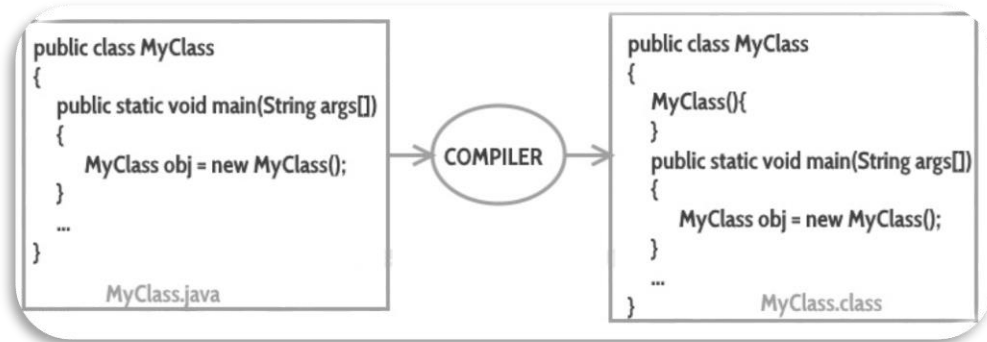 public class MyClass
{
public static void main(String args[])
{
MyClass obj = new MyClass();
}
...
}
MyClass.java
COMPILER
public class MyClass
{
MyClass(){
}
public static void main(String args[])
{
MyClass obj = new MyClass();
}
...
}
MyClass.class